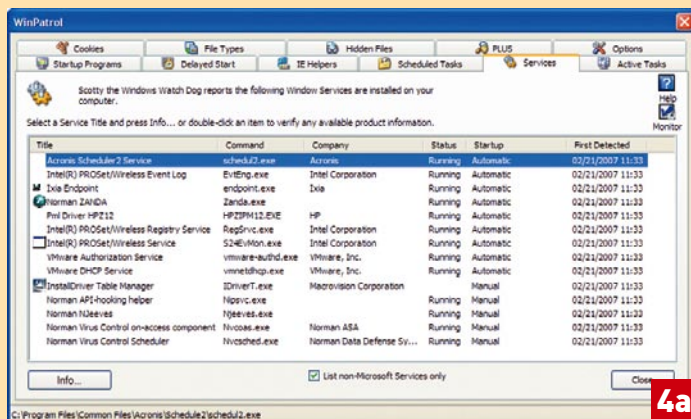 WinPatrol
Cookies File Types Hidden Files PLUS Options
Startup Programs Delayed Start IE Helpers Scheduled Tasks Services Active Tasks
Scotty the Windows Watch Dog reports the following Window Services are installed on your
computer.
Help
Select a Service Title and press Info... or double-click an item to verify any available product information.
Monitor
Title Command Company Status Startup First Detected
Acronis Scheduler2 Service schedul2.exe Acronis Running Automatic 02/21/2007 11:33
Intel(R) PROSet/Wireless Event Log EvtEng.exe Intel Corporation Running Automatic 02/21/2007 11:33
Ixia Endpoint endpoint.exe Ixia Running Automatic 02/21/2007 11:33
Norman ZANDA Zanda.exe Running Automatic 02/21/2007 11:33
Pml Driver HPZ12 HPZIPM12.EXE HP Running Automatic 02/21/2007 11:33
Intel(R) PROSet/Wireless Registry Service RegSrvc.exe Intel Corporation Running Automatic 02/21/2007 11:33
Intel(R) PROSet/Wireless Service S24EvMon.exe Intel Corporation Running Automatic 02/21/2007 11:33
VMware Authorization Service vmware-authd.exe VMware, Inc. Running Automatic 02/21/2007 11:33
VMware DHCP Service vmnetdhcp.exe VMware, Inc. Running Automatic 02/21/2007 11:33
InstallDriver Table Manager IDriverT.exe Macrovision Corporation Manual 02/21/2007 11:33
Norman API-hooking helper Npsvc.exe Running Manual 02/21/2007 11:33
Norman NJeeves Njeeves.exe Running Manual 02/21/2007 11:33
Norman Virus Control on-access component Nvcoas.exe Norman ASA Running Manual 02/21/2007 11:33
Norman Virus Control Scheduler Nvcsched.exe Norman Data Defense Sy... Running Manual 02/21/2007 11:33
Info... List non-Microsoft Services only Close
4a
C:\Program Files\Common Files\Acronis\Schedule2\schedul2.exe